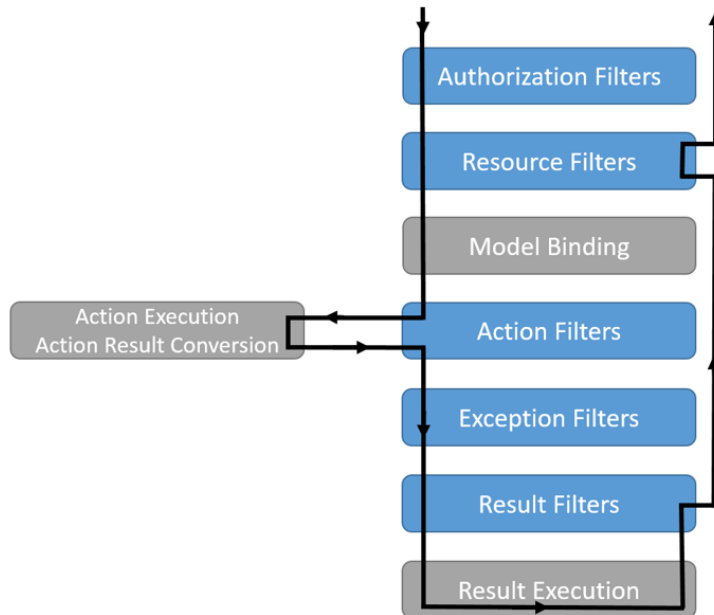 Authorization Filters
Resource Filters
Model Binding
Action Execution
Action Result Conversion
Action Filters
Exception Filters
Result Filters
Result Execution